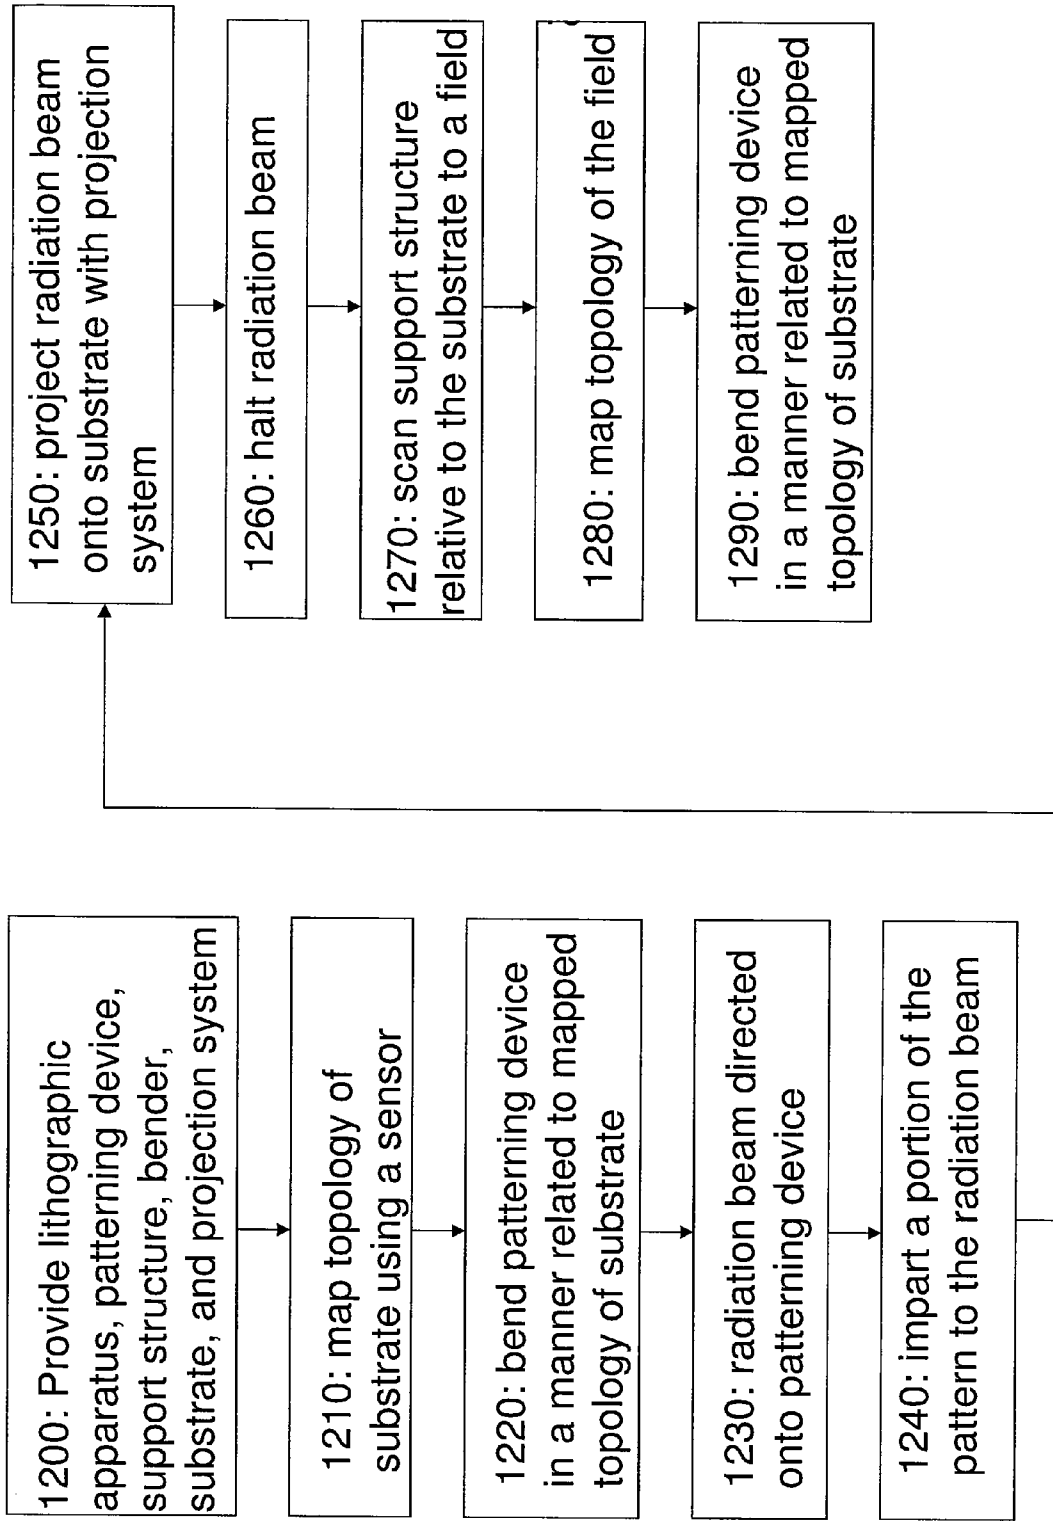 1200: Provide lithographic
apparatus, patterning device,
support structure, bender,
substrate, and projection system
1210: map topology of
substrate using a sensor
1220: bend patterning device
in a manner related to mapped
topology of substrate
1230: radiation beam directed
onto patterning device
1240: impart a portion of the
pattern to the radiation beam
1250: project radiation beam
onto substrate with projection
system
1260: halt radiation beam
1270: scan support structure
relative to the substrate to a field
1280: map topology of the field
1290: bend patterning device
in a manner related to mapped
topology of substrate